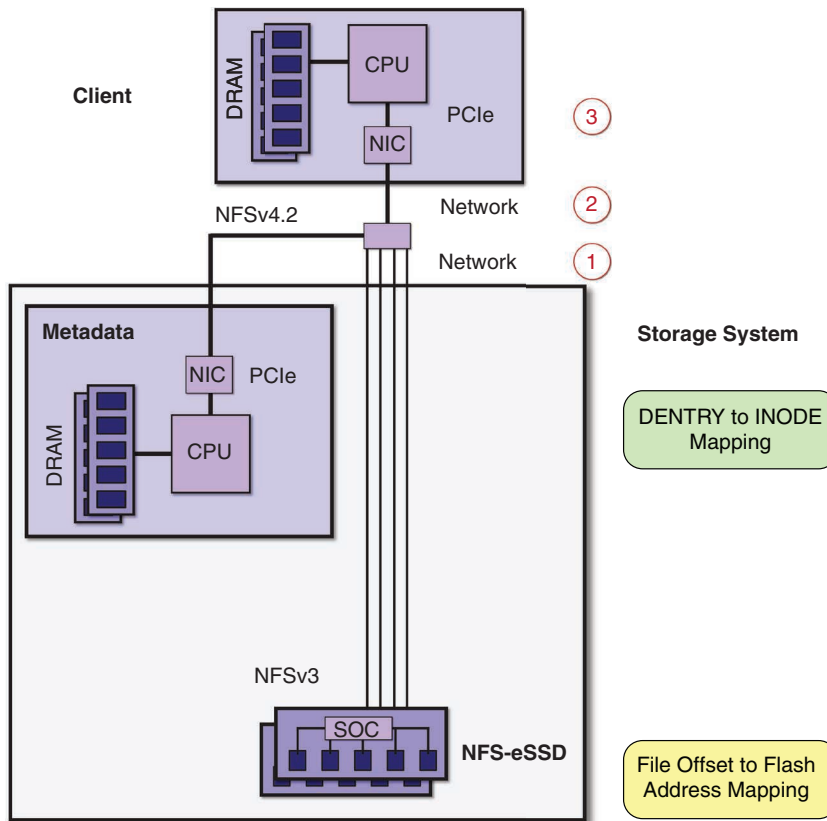 DRAM
CPU
Client
PCIe
3
NIC
NFSv4.2
Network
2
Network
1
Metadata
Storage System
NIC
PCIe
DENTRY to INODE
Mapping
DRAM
CPU
NFSv3
SOC
NFS-eSSD
File Offset to Flash
Address Mapping